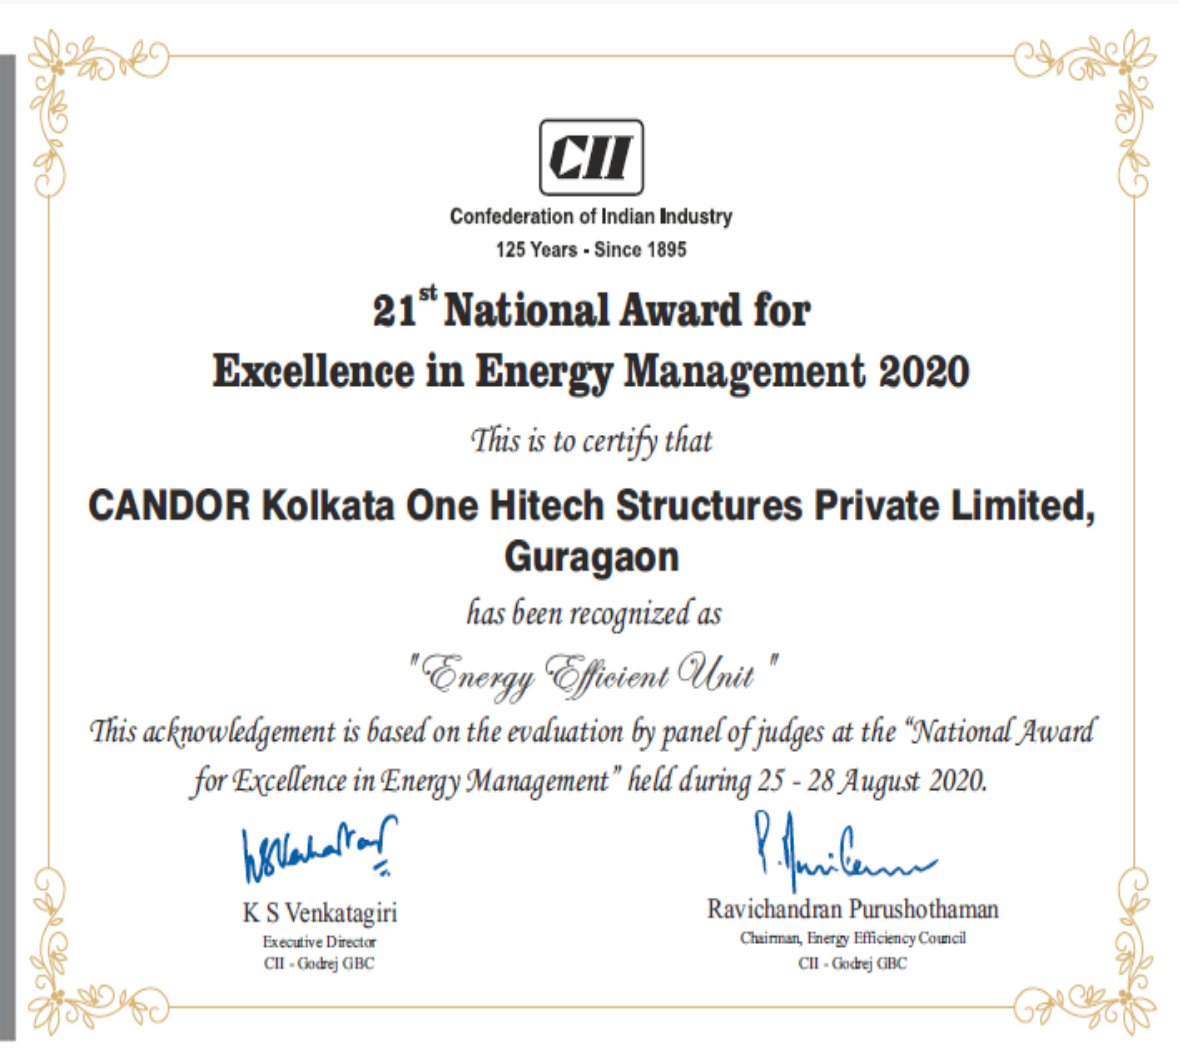 CII
Confederation of Indian Industry
125 Years - Since 1895
21st National Award for
Excellence in Energy Management 2020
This is to certify that
CANDOR Kolkata One Hitech Structures Private Limited,
Guragaon
has been recognized as
"Energy Efficient Unit "
This acknowledgement is based on the evaluation by panel of judges at the “National Award
for Excellence in Energy Management” held during 25 - 28 August 2020.
K S Venkatagiri
Executive Director
CII - Godrej GBC
Ravichandran Purushothaman
Chairman, Energy Efficiency Council
CII - Godrej GBC